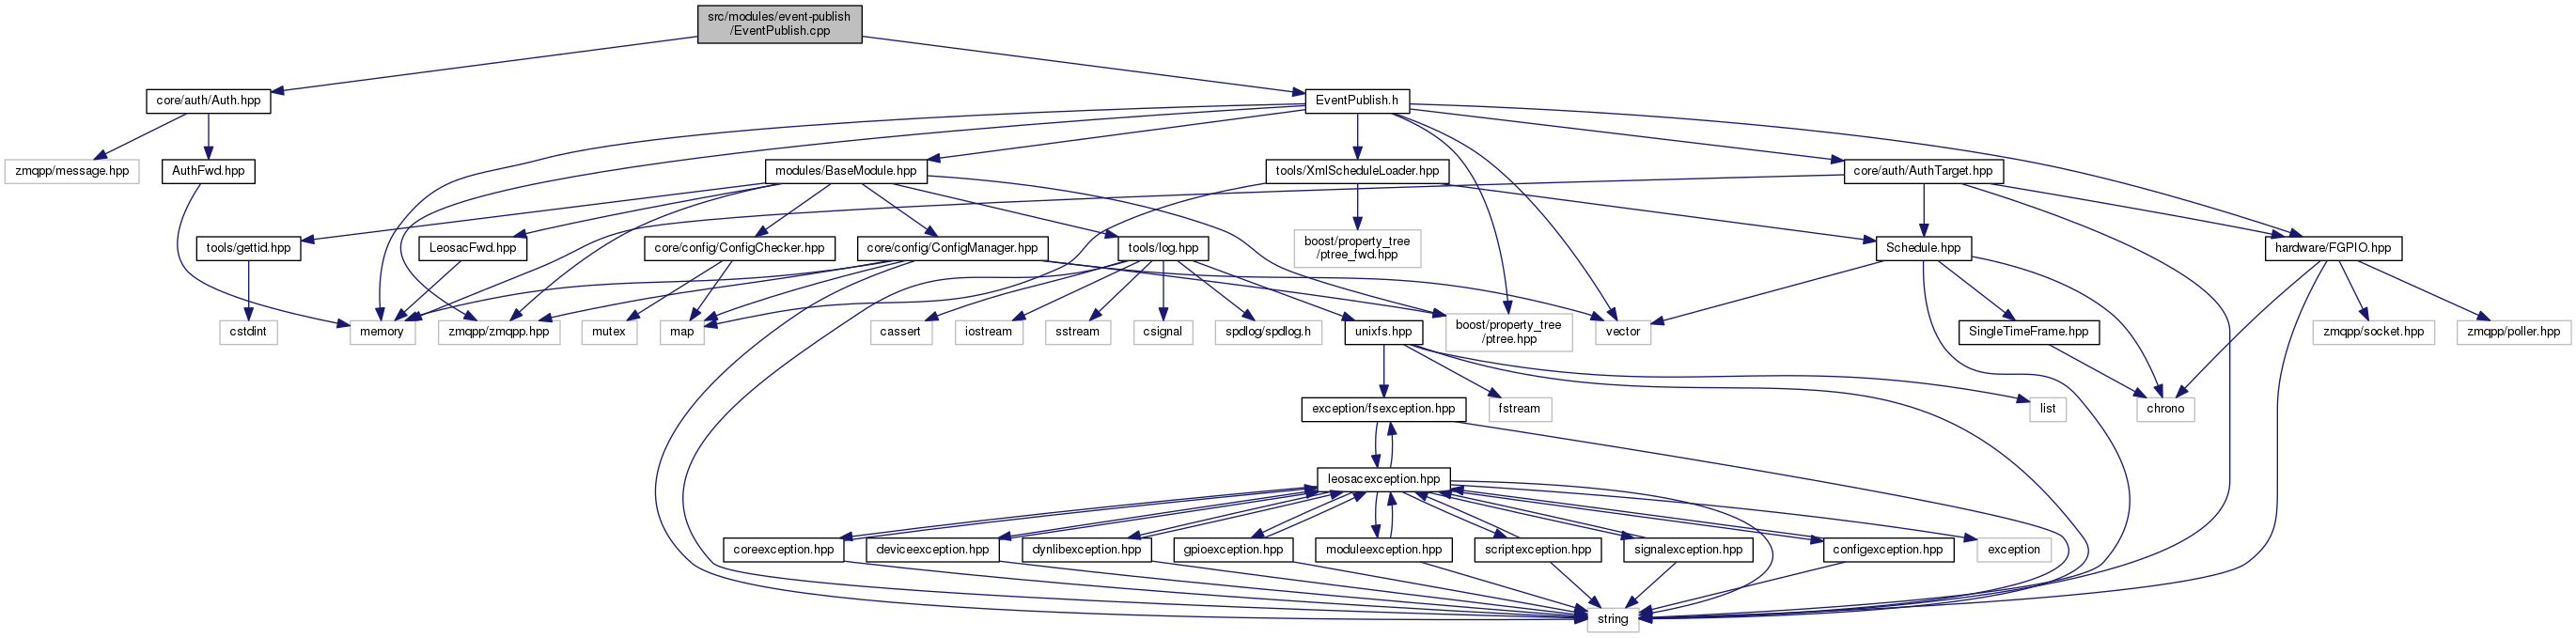 src/modules/event-publish
/EventPublish.cpp
core/auth/Auth.hpp
EventPublish.h
zmqpp/message.hpp
AuthFwd.hpp
modules/BaseModule.hpp
tools/XmlScheduleLoader.hpp
core/auth/AuthTarget.hpp
tools/gettid.hpp
LeosacFwd.hpp
core/config/ConfigChecker.hpp
core/config/ConfigManager.hpp
tools/log.hpp
boost/property_tree
/ptree_fwd.hpp
Schedule.hpp
hardware/FGPIO.hpp
cstdint
memory
zmqpp/zmqpp.hpp
mutex
map
cassert
iostream
sstream
csignal
spdlog/spdlog.h
unixfs.hpp
boost/property_tree
/ptree.hpp
vector
SingleTimeFrame.hpp
zmqpp/socket.hpp
zmqpp/poller.hpp
exception/fsexception.hpp
fstream
list
chrono
leosacexception.hpp
coreexception.hpp
deviceexception.hpp
dynlibexception.hpp
gpioexception.hpp
moduleexception.hpp
scriptexception.hpp
signalexception.hpp
configexception.hpp
exception
string